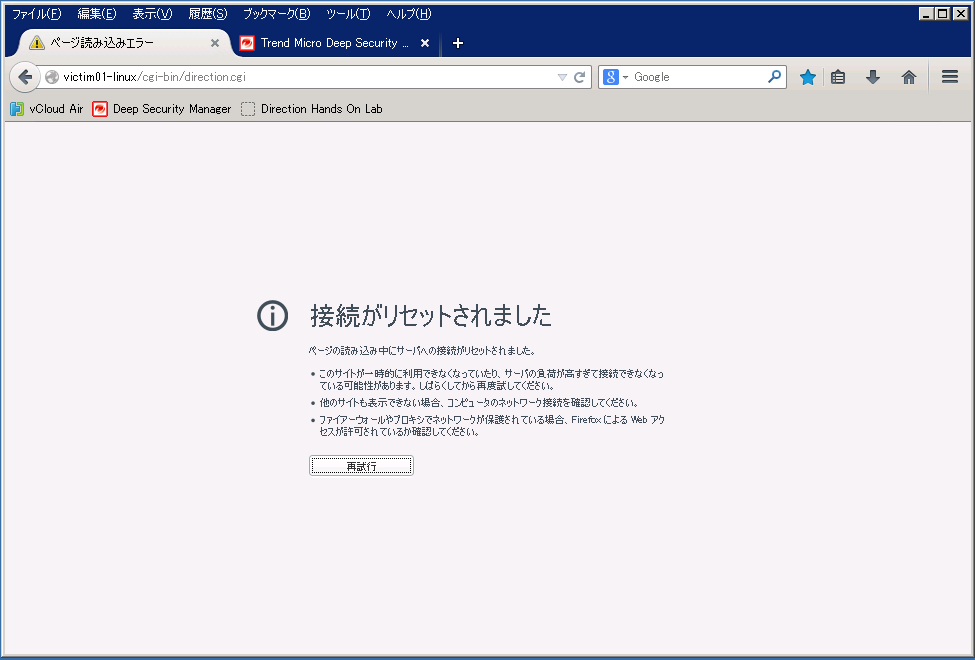 ファイル(F) 編集(E) 表示(V) 履歴(S) ブックマーク(B) ツール(T) ヘルプ(H)
ページ読み込みエラー
Trend Micro Deep Security ...
victim01-linux/cgi-bin/direction.cgi
Google
vCloud Air Deep Security Manager Direction Hands On Lab
接続がリセットされました
ページの読み込み中にサーバへの接続がリセットされました。
• このサイトが一時的に利用できなくなっていたり、サーバの負荷が高すぎて接続できなくなっ
ている可能性があります。しばらくしてから再度試してください。
• 他のサイトも表示できない場合、コンピュータのネットワーク接続を確認してください。
• ファイアーウォールやプロキシでネットワークが保護されている場合、Firefox による Web アク
セスが許可されているか確認してください。
再試行